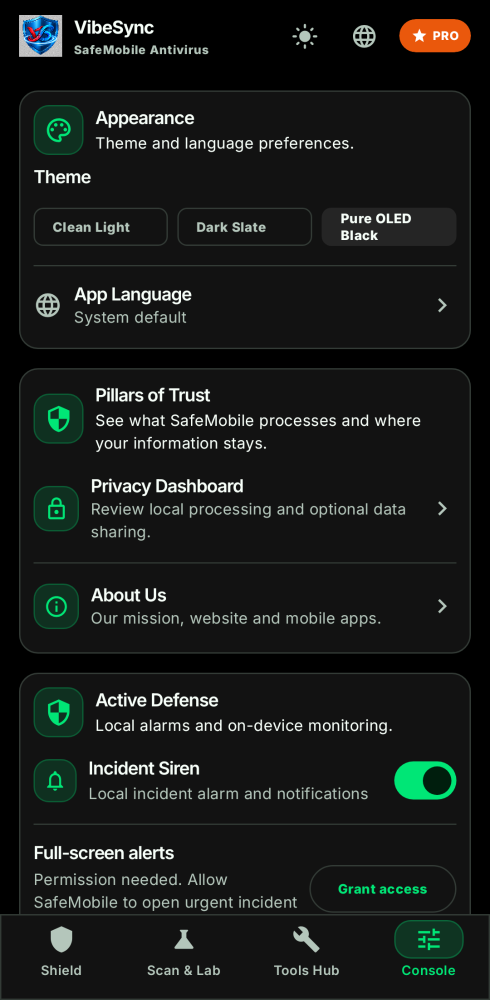 VibeSync
SafeMobile Antivirus
PRO
Appearance
Theme and language preferences.
Theme
Clean Light
Dark Slate
Pure OLED
Black
App Language
System default
Pillars of Trust
See what SafeMobile processes and where
your information stays.
Privacy Dashboard
Review local processing and optional data
sharing.
About Us
Our mission, website and mobile apps.
Active Defense
Local alarms and on-device monitoring.
Incident Siren
Local incident alarm and notifications
Full-screen alerts
Permission needed. Allow
SafeMobile to open urgent incident
Grant access
Shield
Scan & Lab
Tools Hub
Console